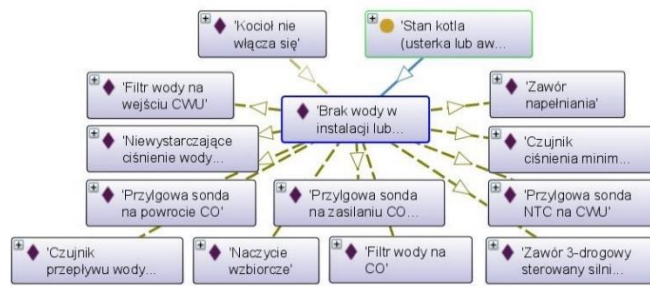 'Kocioł nie
włącza się'
'Stan kotla
(usterka lub aw...
'Filtr wody na
wejściu CWU'
'Brak wody w
instalacji lub...
'Zawór
napełniania'
'Niewystarczające
ciśnienie wody...
'Czujnik
ciśnienia minim...
'Przylgowa sonda
na powrocie CO'
'Przylgowa sonda
na zasilaniu CO...
'Przylgowa sonda
NTC na CWU'
'Czujnik
przepływu wody...
'Naczycie
wzbiorcze'
'Filtr wody na
CO'
'Zawór 3-drogowy
sterowany silni...